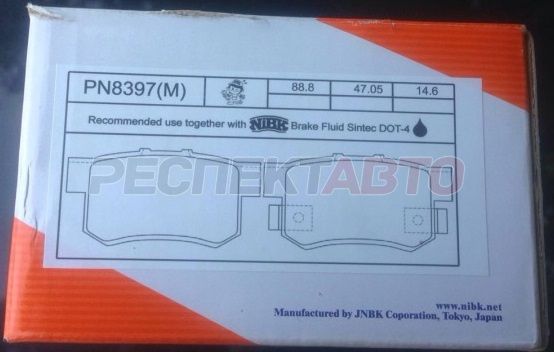 PN8397(M) 88.8 47.05 14.6
Recommended use together with NiBK Brake Fluid Sintec DOT-4
РЕСПЕКТАВТО
www.nibk.net
Manufactured by JNBK Coporation, Tokyo, Japan